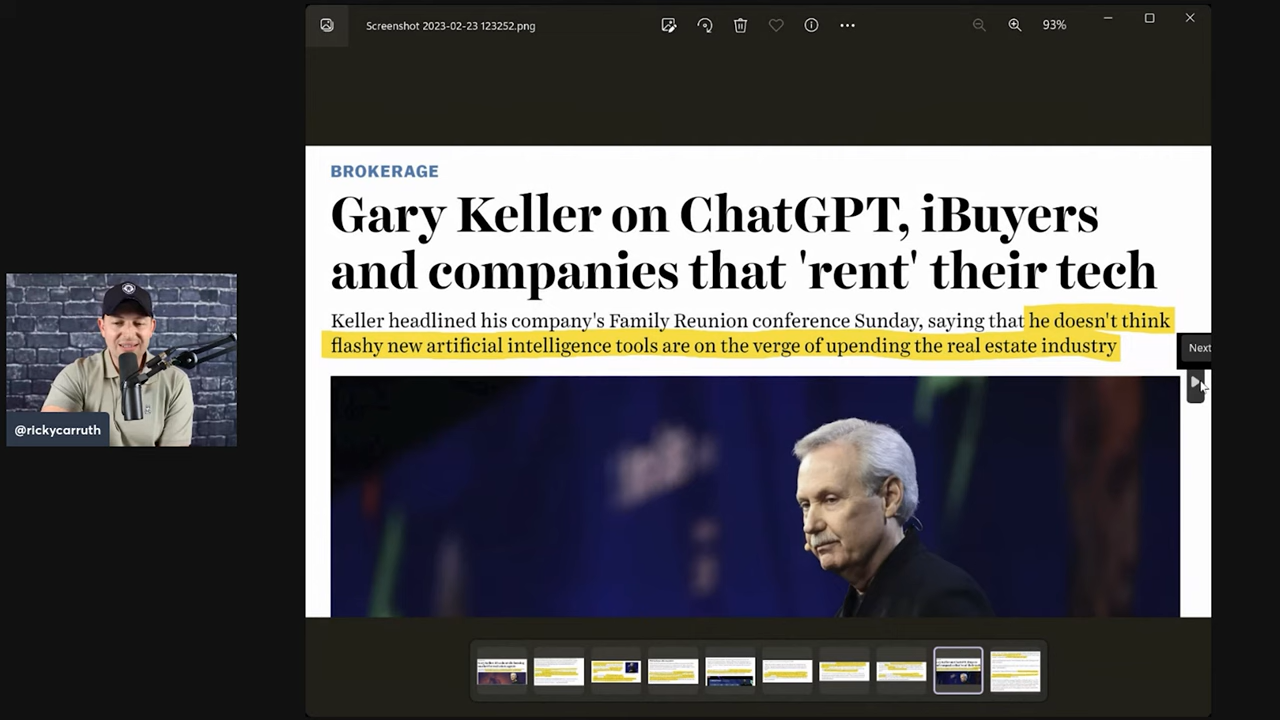 Screenshot 2023-02-23 123252.png
93%
BROKERAGE
Gary Keller on ChatGPT, iBuyers
and companies that 'rent' their tech
Keller headlined his company's Family Reunion conference Sunday, saying that he doesn't think
flashy new artificial intelligence tools are on the verge of upending the real estate industry
Next
@rickycarruth